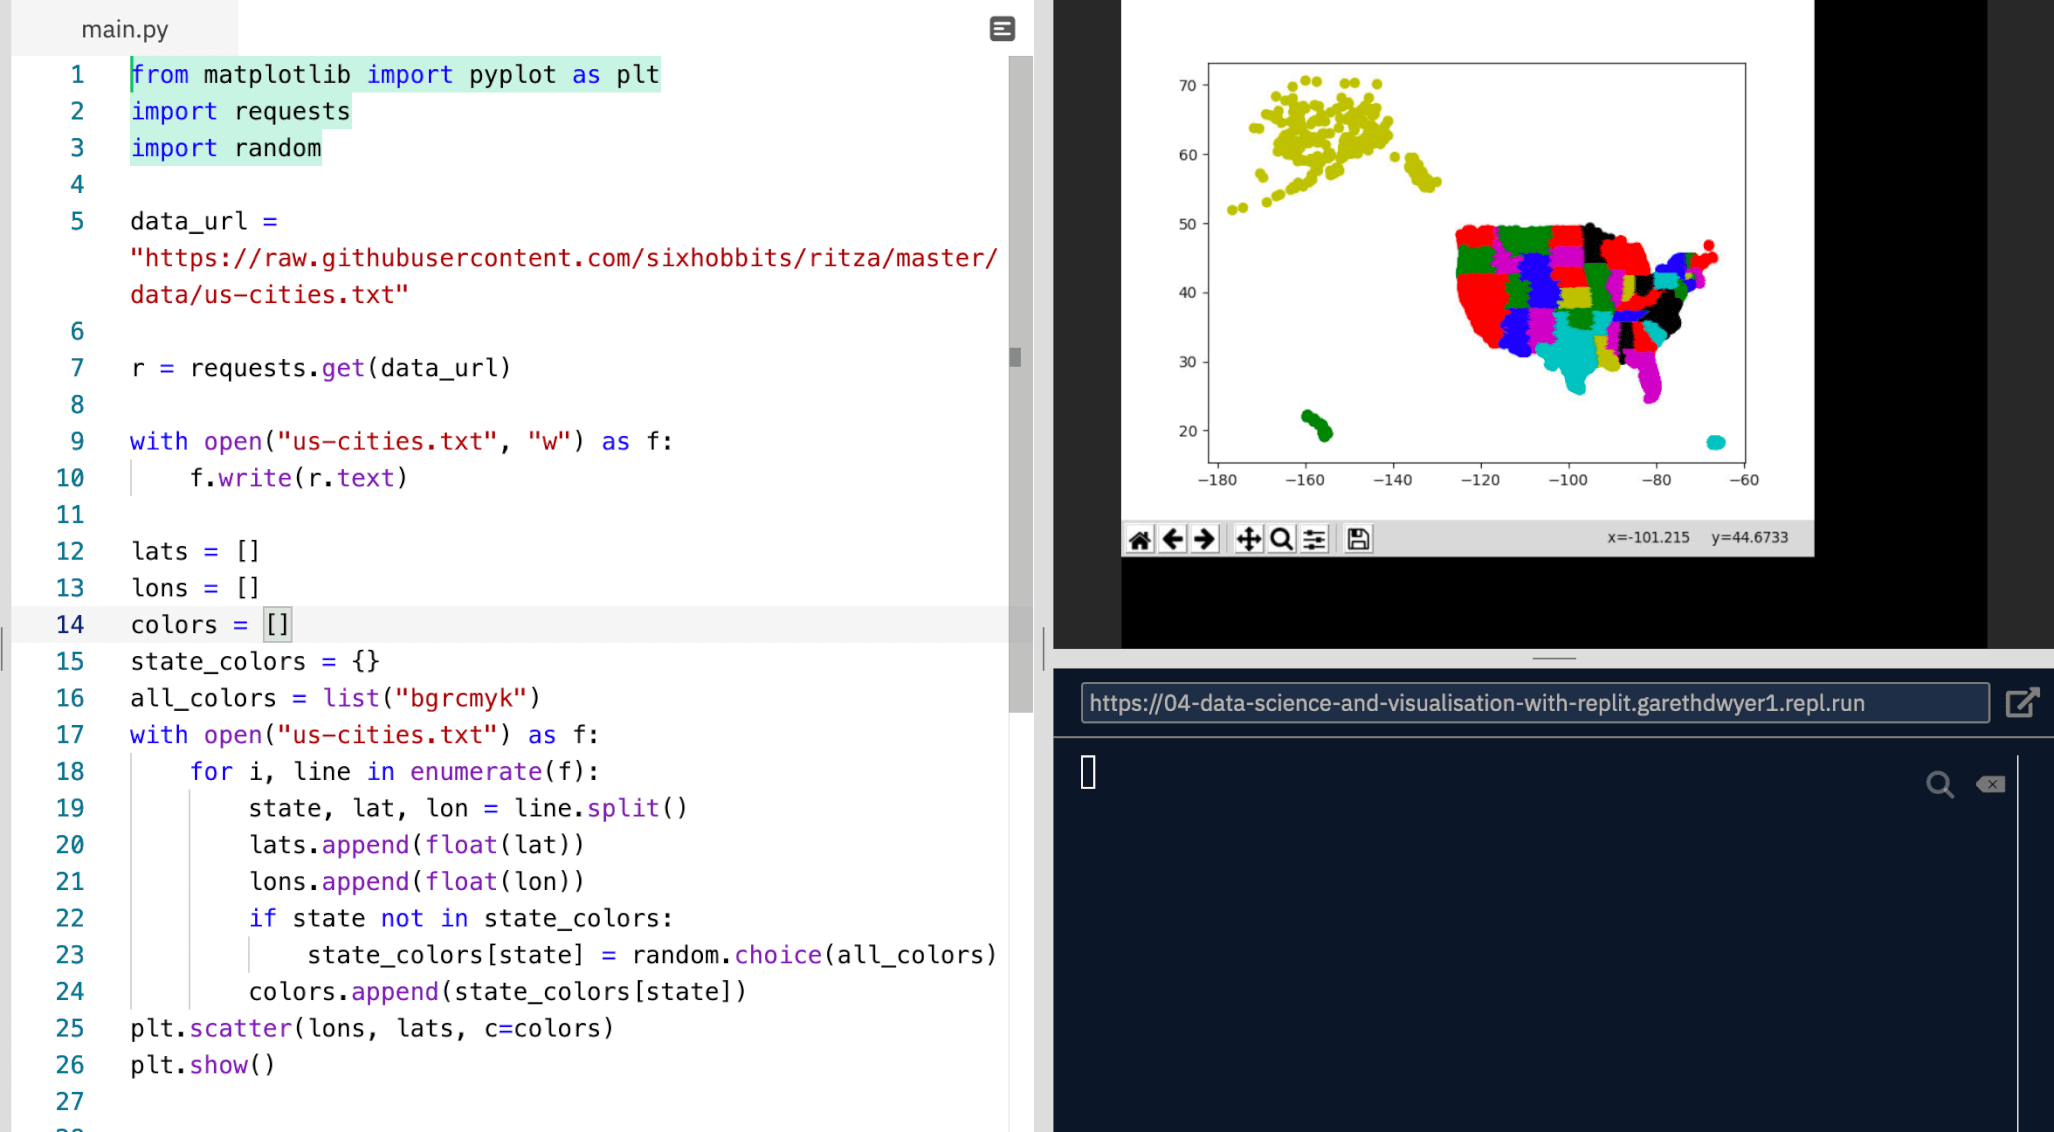 main.py
1 from matplotlib import pyplot as plt
2 import requests
3 import random
4
5 data_url =
"https://raw.githubusercontent.com/sixhobbits/ritza/master/
data/us-cities.txt"
6
7 r = requests.get(data_url)
8
9 with open("us-cities.txt", "w") as f:
10 f.write(r.text)
11
12 lats = []
13 lons = []
14 colors = []
15 state_colors = {}
16 all_colors = list("bgrcmyk")
17 with open("us-cities.txt") as f:
18 for i, line in enumerate(f):
19 state, lat, lon = line.split()
20 lats.append(float(lat))
21 lons.append(float(lon))
22 if state not in state_colors:
23 state_colors[state] = random.choice(all_colors)
24 colors.append(state_colors[state])
25 plt.scatter(lons, lats, c=colors)
26 plt.show()
27
70
60
50
40
30
20
−180 −160 −140 −120 −100 −80 −60
x=-101.215 y=44.6733
https://04-data-science-and-visualisation-with-replit.garethdwyer1.repl.run